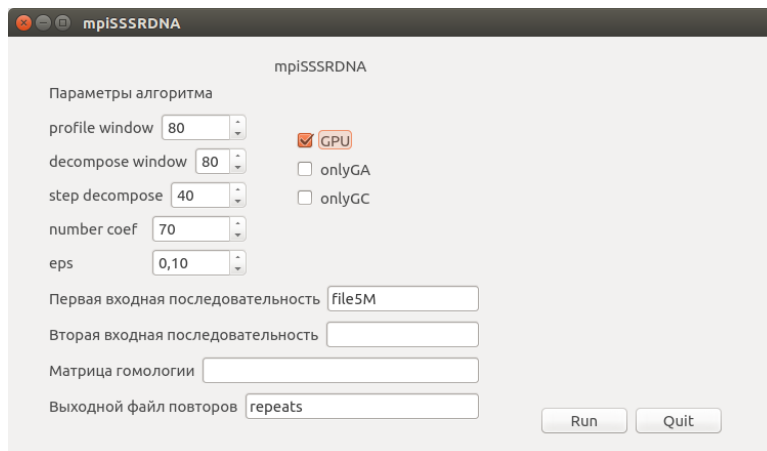 mpiSSSRDNA
mpiSSSRDNA
Параметры алгоритма
profile window 80
GPU
decompose window 80
onlyGA
step decompose 40
onlyGC
number coef 70
eps 0,10
Первая входная последовательность file5M
Вторая входная последовательность
Матрица гомологии
Выходной файл повторов repeats
Run Quit